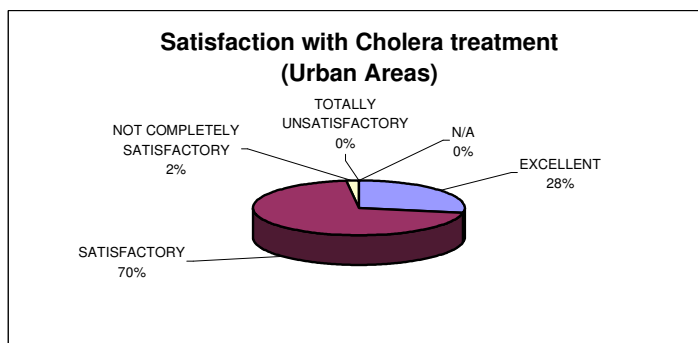 Satisfaction with Cholera treatment
(Urban Areas)
TOTALLY
UNSATISFACTORY
0%
N/A
0%
NOT COMPLETELY
SATISFACTORY
2%
EXCELLENT
28%
SATISFACTORY
70%